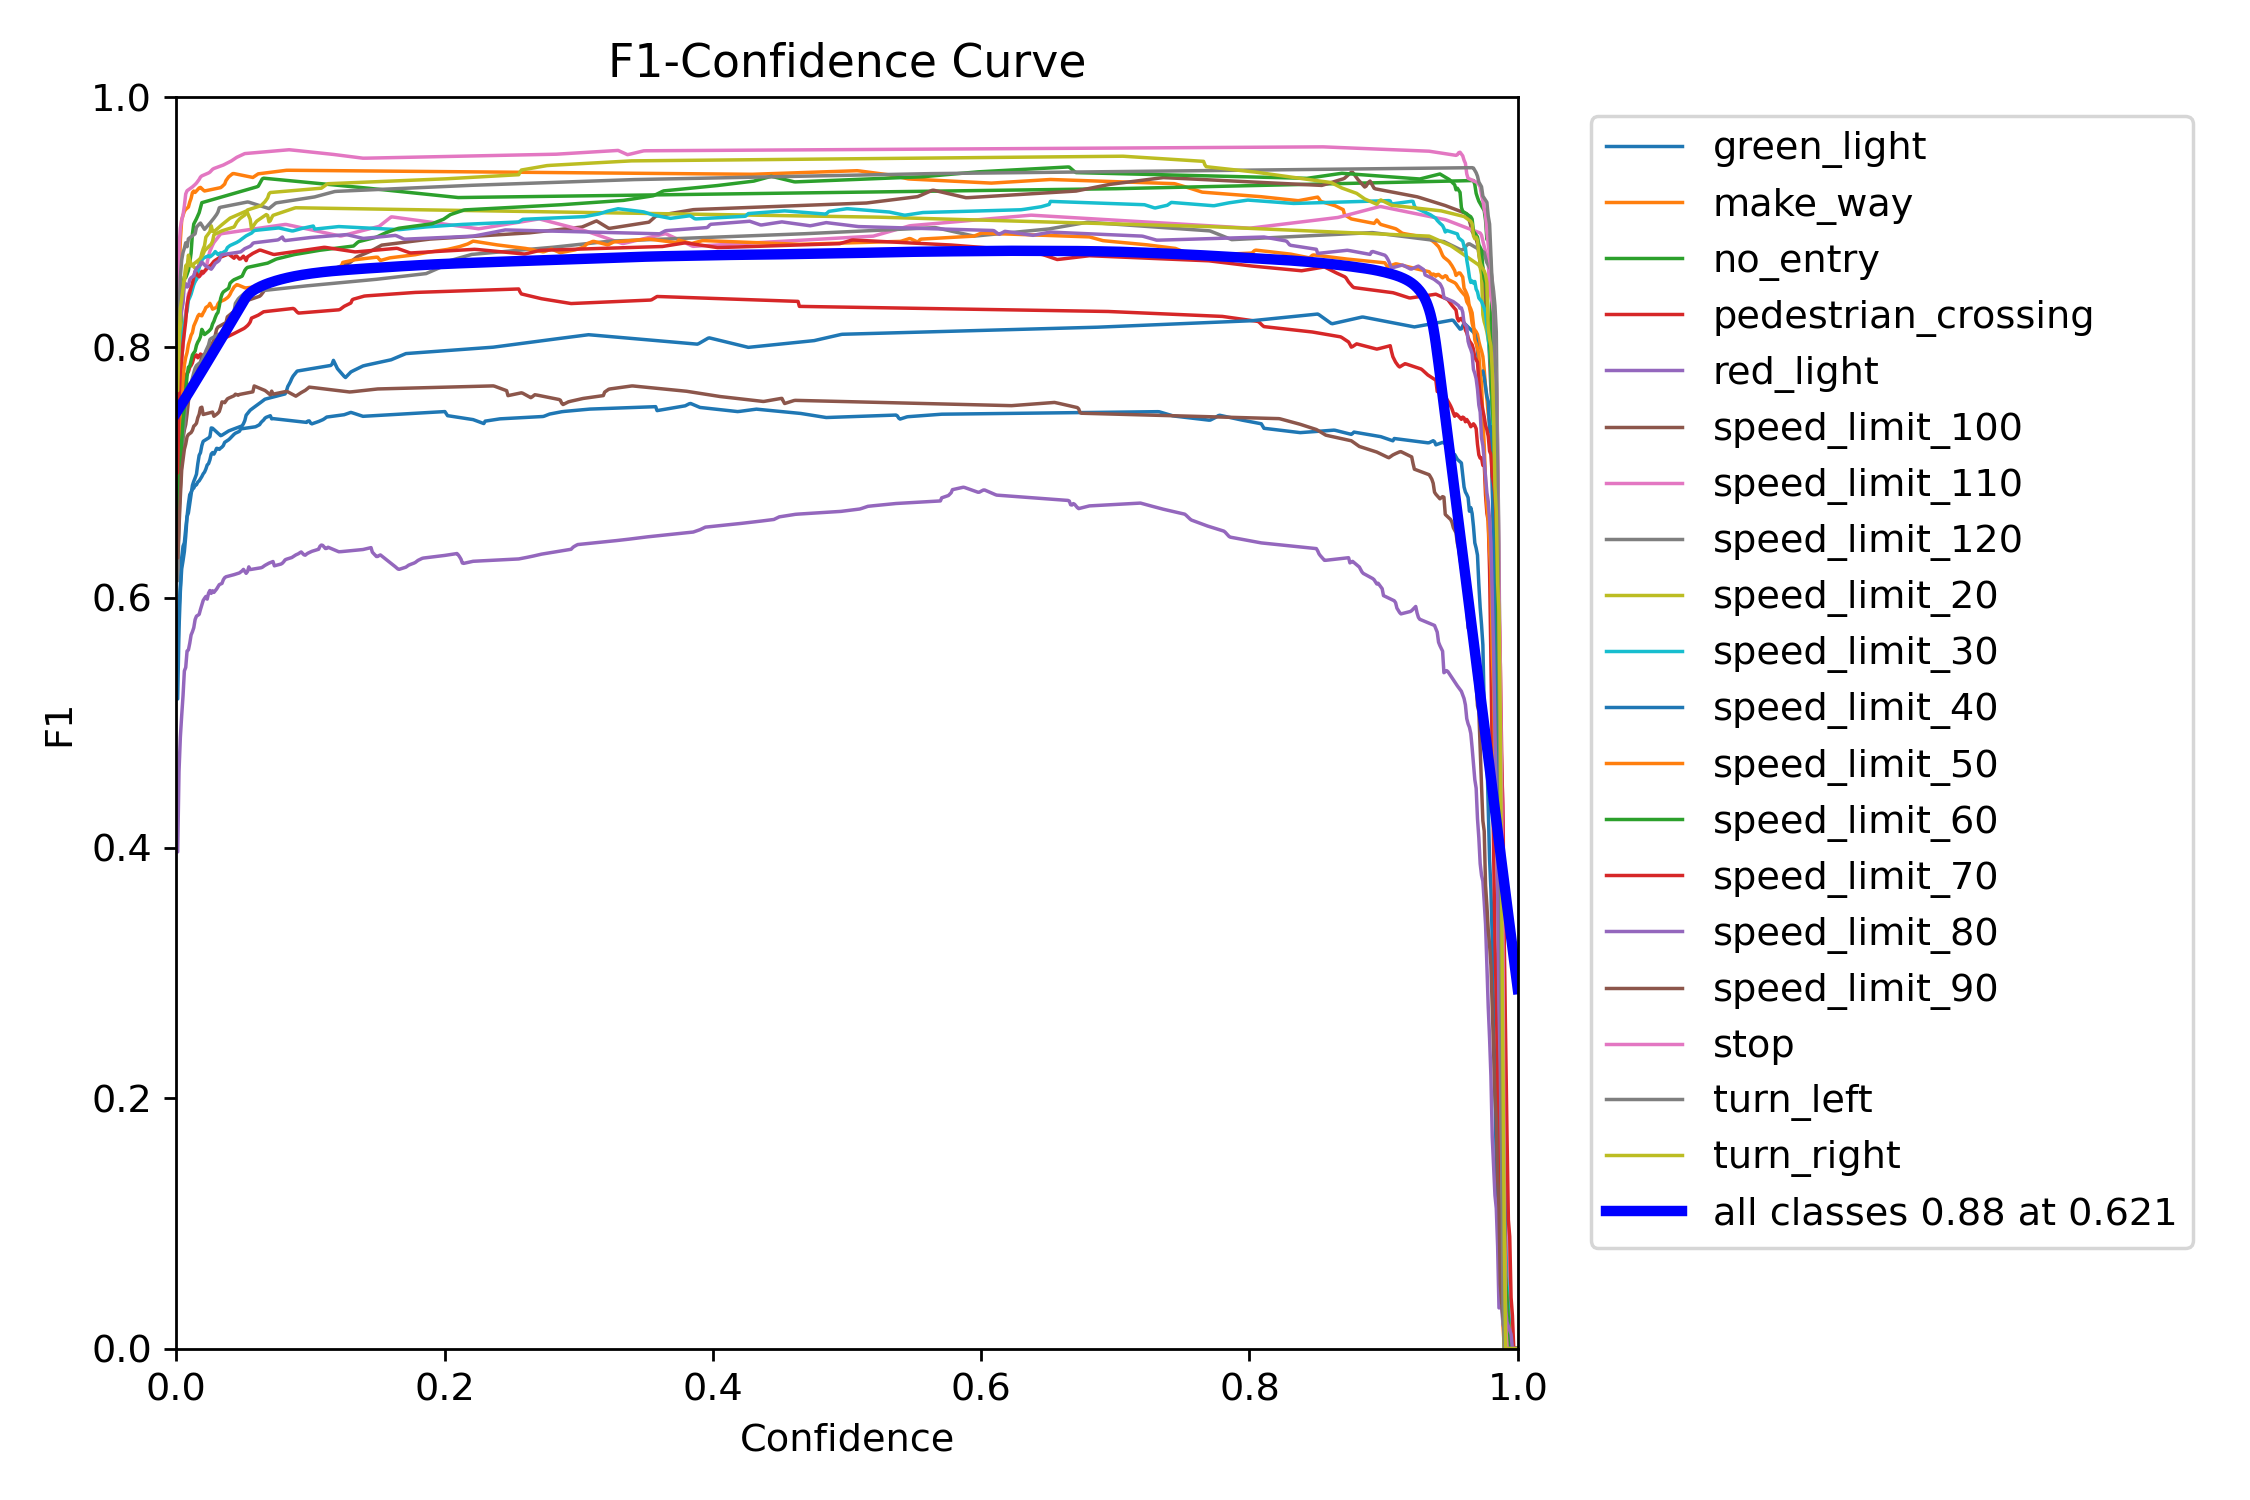 F1-Confidence Curve
1.0
0.8
0.6
0.4
0.2
0.0
F1
0.0 0.2 0.4 0.6 0.8 1.0
Confidence
green_light
make_way
no_entry
pedestrian_crossing
red_light
speed_limit_100
speed_limit_110
speed_limit_120
speed_limit_20
speed_limit_30
speed_limit_40
speed_limit_50
speed_limit_60
speed_limit_70
speed_limit_80
speed_limit_90
stop
turn_left
turn_right
all classes 0.88 at 0.621